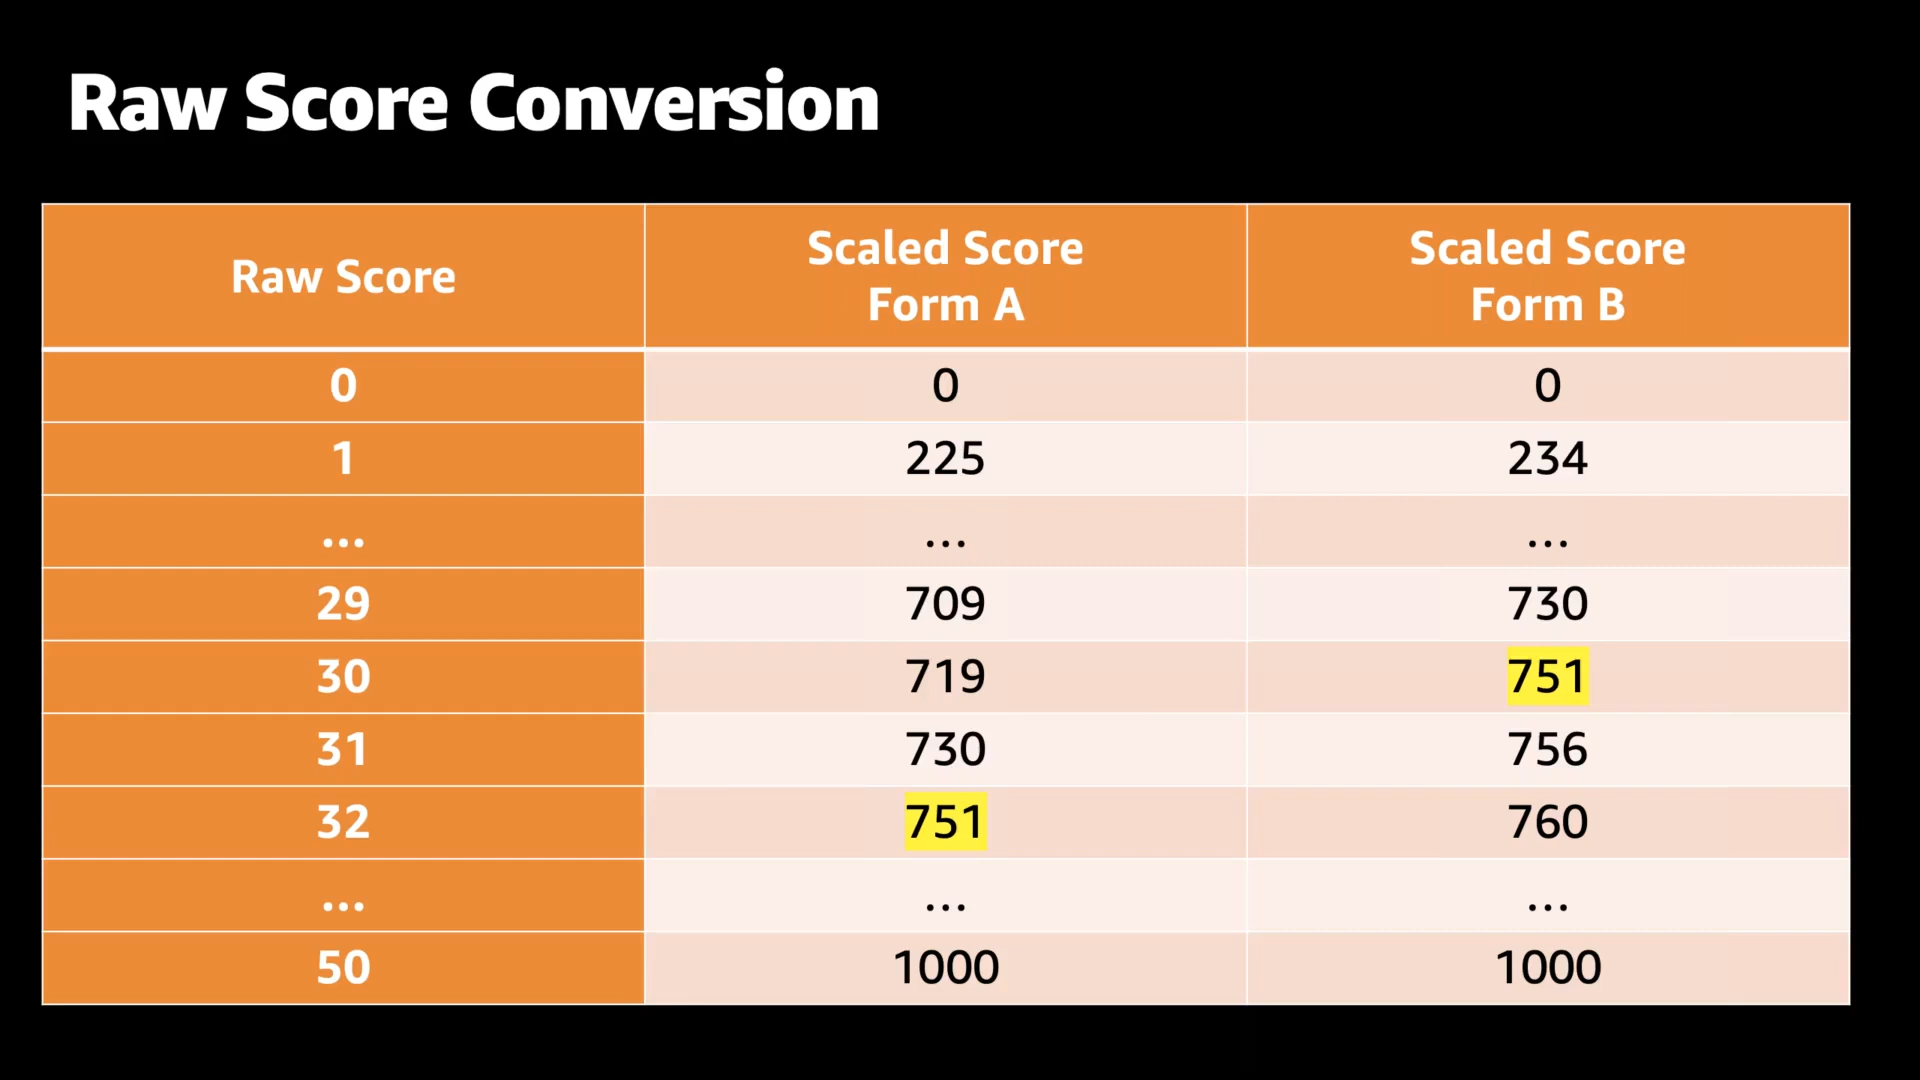 Raw Score Conversion
Raw Score
Scaled Score
Form A
Scaled Score
Form B
0 0 0
1 225 234
... ... ...
29 709 730
30 719 751
31 730 756
32 751 760
... ... ...
50 1000 1000